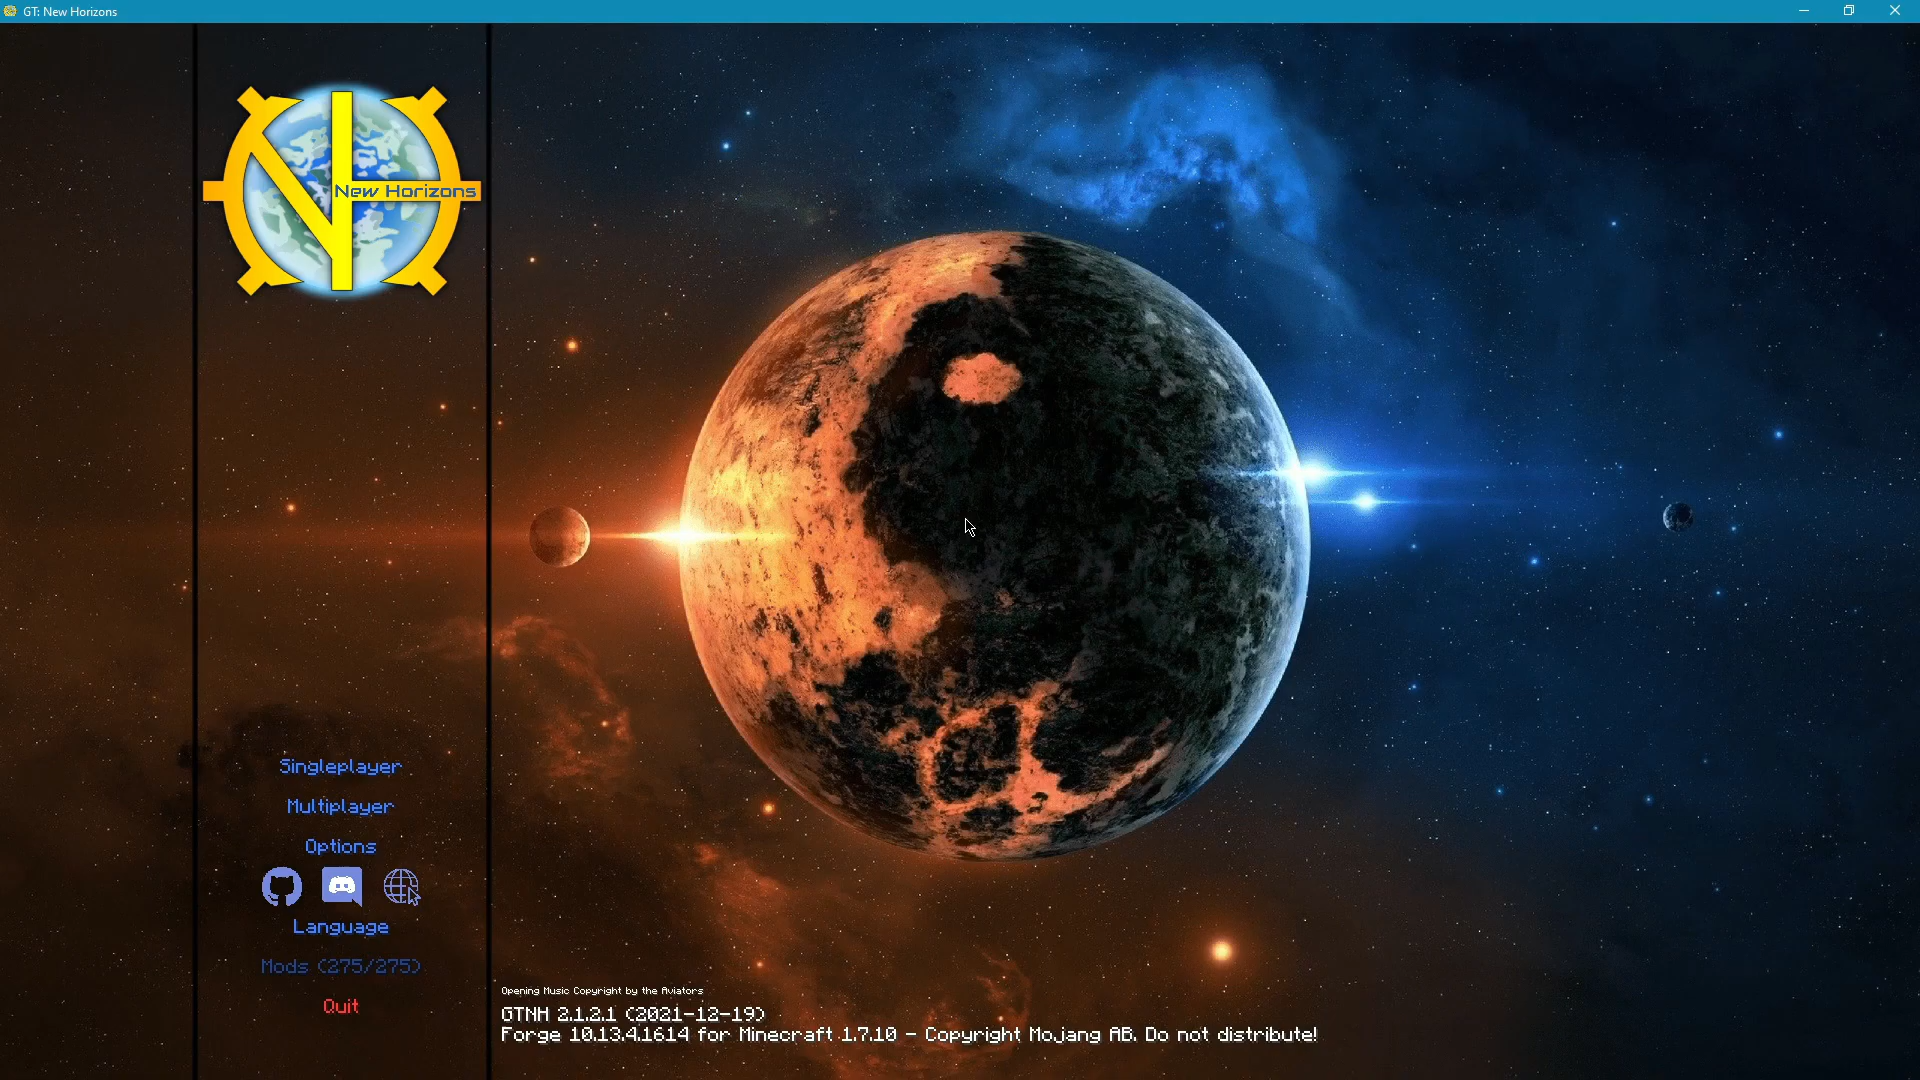 GT: New Horizons
New Horizons
Singleplayer
Multiplayer
Options
Language
Mods (275/275)
Quit
Opening Music Copyright by the Aviators
GTNH 2.1.2.1 (2021-12-19)
Forge 10.13.4.1614 for Minecraft 1.7.10 - Copyright Mojang AB. Do not distribute!